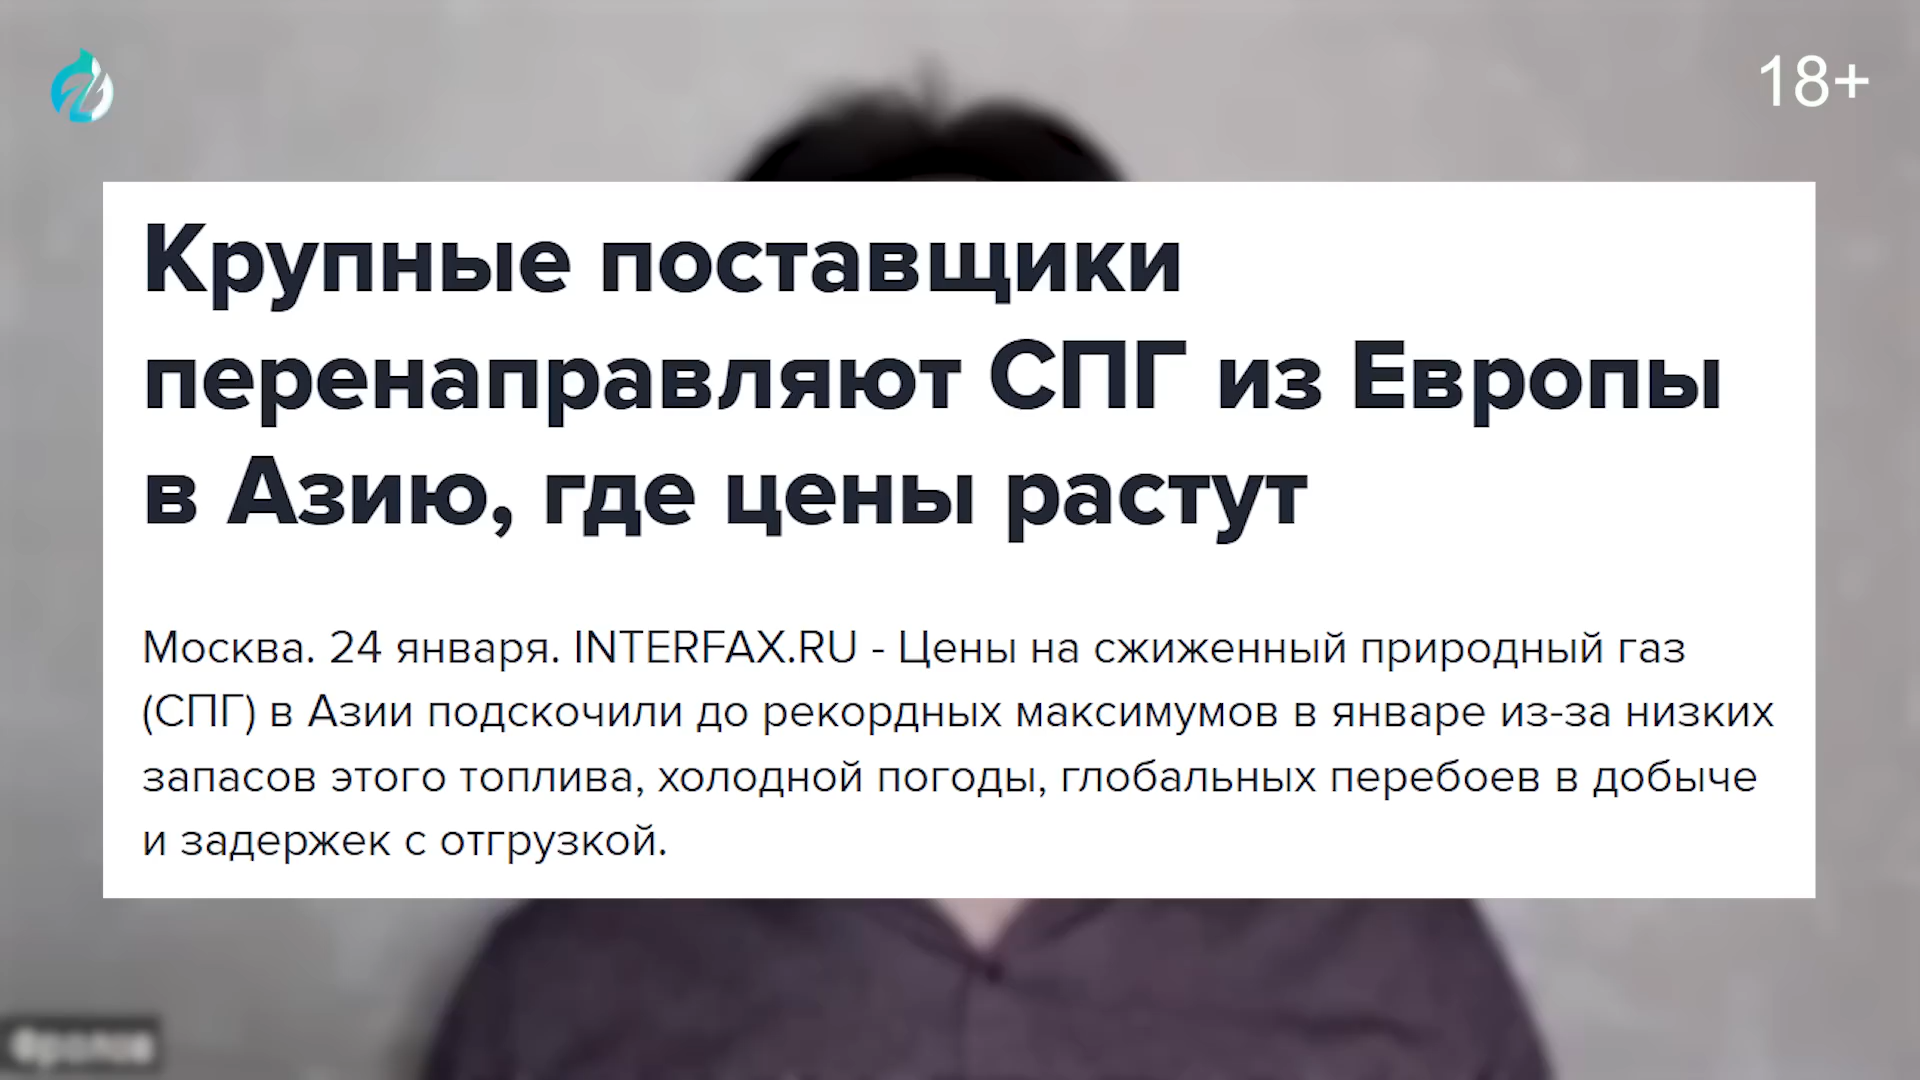 18+
Крупные поставщики
перенаправляют СПГ из Европы
в Азию, где цены растут
Москва. 24 января. INTERFAX.RU - Цены на сжиженный природный газ
(СПГ) в Азии подскочили до рекордных максимумов в январе из-за низких
запасов этого топлива, холодной погоды, глобальных перебоев в добыче
и задержек с отгрузкой.
Фролов